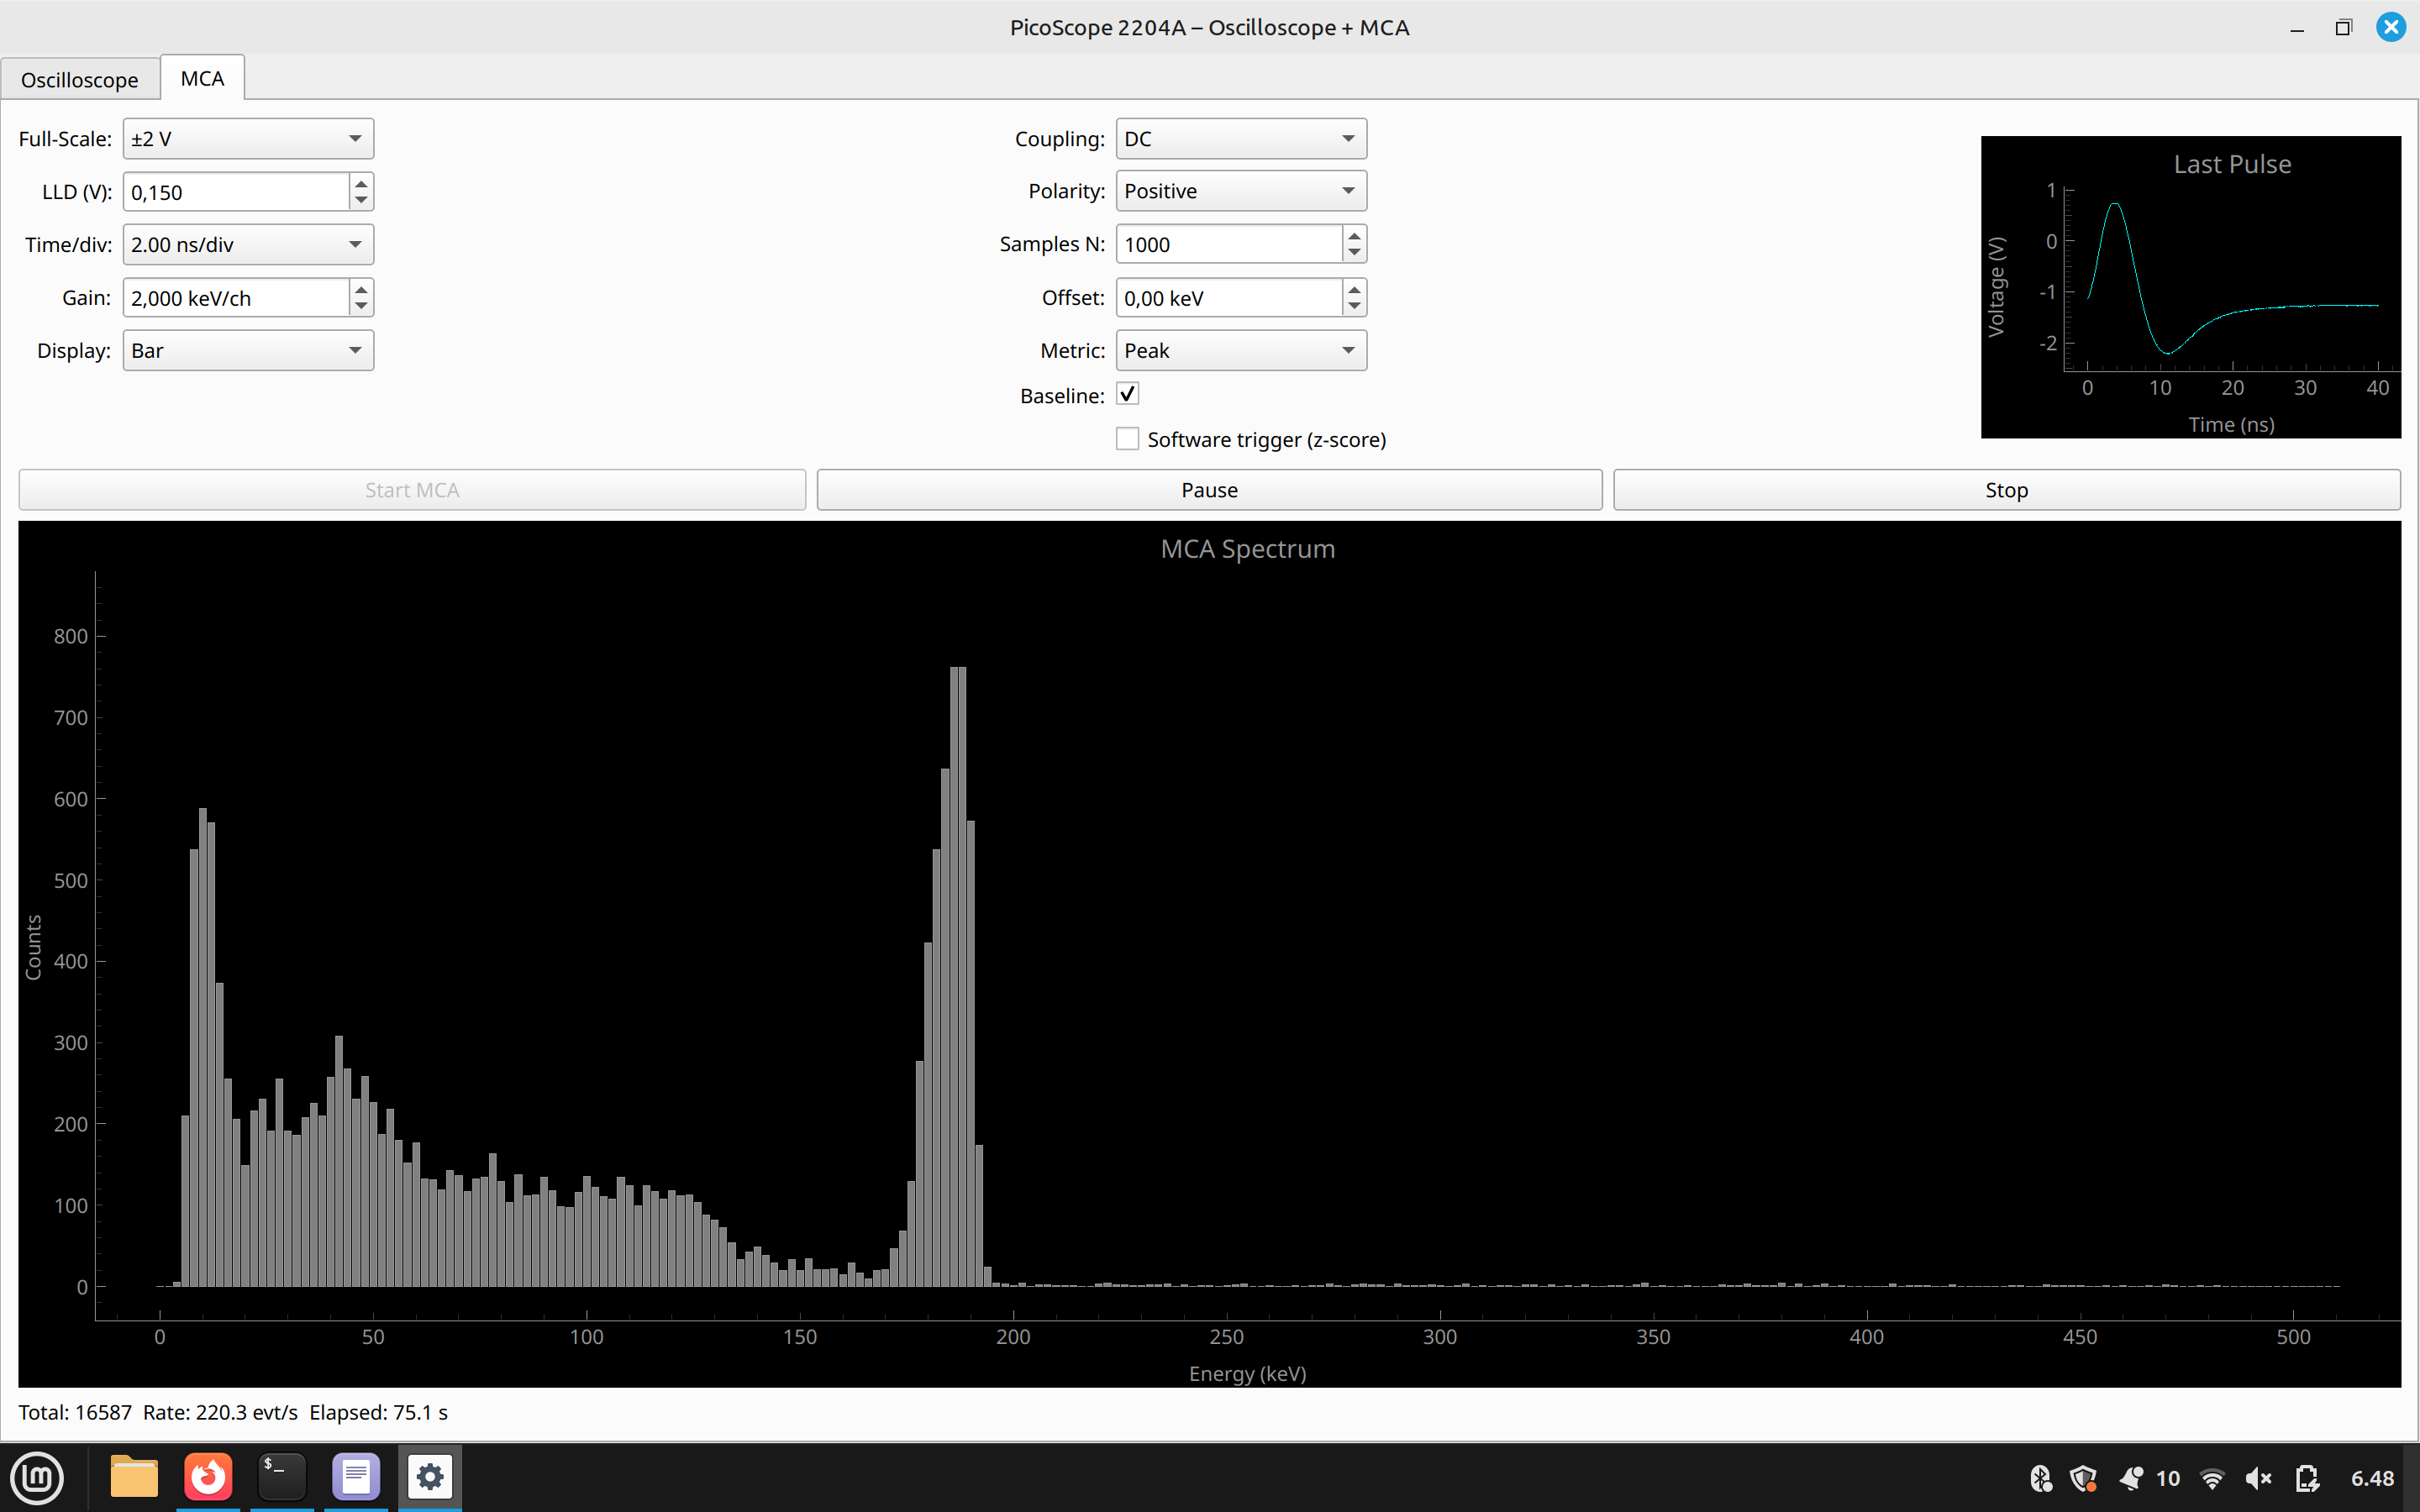 PicoScope 2204A – Oscilloscope + MCA
Oscilloscope
MCA
Full-Scale: ±2 V
LLD (V): 0,150
Time/div: 2.00 ns/div
Gain: 2,000 keV/ch
Display: Bar
Coupling: DC
Polarity: Positive
Samples N: 1000
Offset: 0,00 keV
Metric: Peak
Baseline:
Software trigger (z-score)
Last Pulse
Voltage (V)
1
0
-1
-2
0 10 20 30 40
Time (ns)
Start MCA
Pause
Stop
MCA Spectrum
Counts
800
700
600
500
400
300
200
100
0
0 50 100 150 200 250 300 350 400 450 500
Energy (keV)
Total: 16587 Rate: 220.3 evt/s Elapsed: 75.1 s
$_
10
6.48